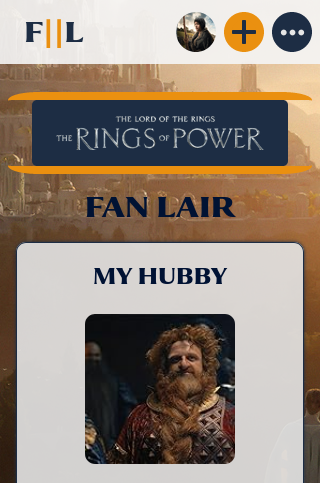 F||L
THE LORD OF THE RINGS
THE RINGS OF POWER
FAN LAIR
MY HUBBY